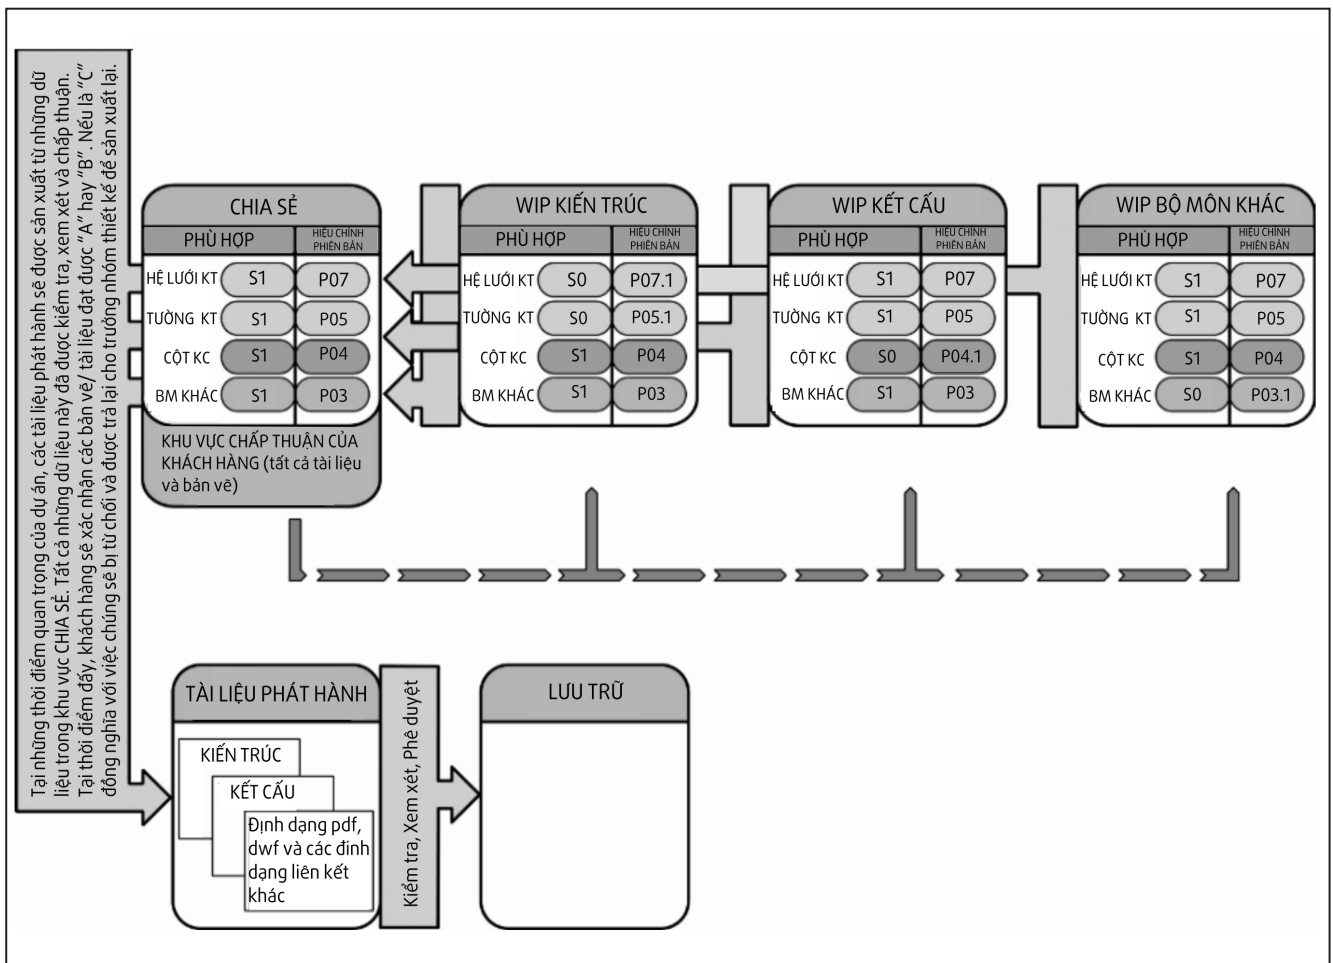 Tại những thời điểm quan trọng của dự án, các tài liệu phát hành sẽ được sản xuất từ những dữ
liệu trong khu vực CHIA SẺ. Tất cả những dữ liệu này đã được kiểm tra, xem xét và chấp thuận.
Tại thời điểm đấy, khách hàng sẽ xác nhận các bản vẽ/ tài liệu đạt được “A” hay “B”. Nếu là “C”
đồng nghĩa với việc chúng sẽ bị từ chối và được trả lại cho trưởng nhóm thiết kế để sản xuất lại.
CHIA SẺ
PHÙ HỢP
HIỆU CHỈNH
PHIÊN BẢN
HỆ LƯỚI KT S1 P07
TƯỜNG KT S1 P05
CỘT KC S1 P04
BM KHÁC S1 P03
KHU VỰC CHẤP THUẬN CỦA
KHÁCH HÀNG (tất cả tài liệu
và bản vẽ)
WIP KIẾN TRÚC
PHÙ HỢP
HIỆU CHỈNH
PHIÊN BẢN
HỆ LƯỚI KT S0 P07.1
TƯỜNG KT S0 P05.1
CỘT KC S1 P04
BM KHÁC S1 P03
WIP KẾT CẤU
PHÙ HỢP
HIỆU CHỈNH
PHIÊN BẢN
HỆ LƯỚI KT S1 P07
TƯỜNG KT S1 P05
CỘT KC S0 P04.1
BM KHÁC S1 P03
WIP BỘ MÔN KHÁC
PHÙ HỢP
HIỆU CHỈNH
PHIÊN BẢN
HỆ LƯỚI KT S1 P07
TƯỜNG KT S1 P05
CỘT KC S1 P04
BM KHÁC S0 P03.1
TÀI LIỆU PHÁT HÀNH
KIẾN TRÚC
KẾT CẤU
Định dạng pdf,
dwf và các đinh
dạng liên kết
khác
Kiểm tra, Xem xét, Phê duyệt
LƯU TRỮ